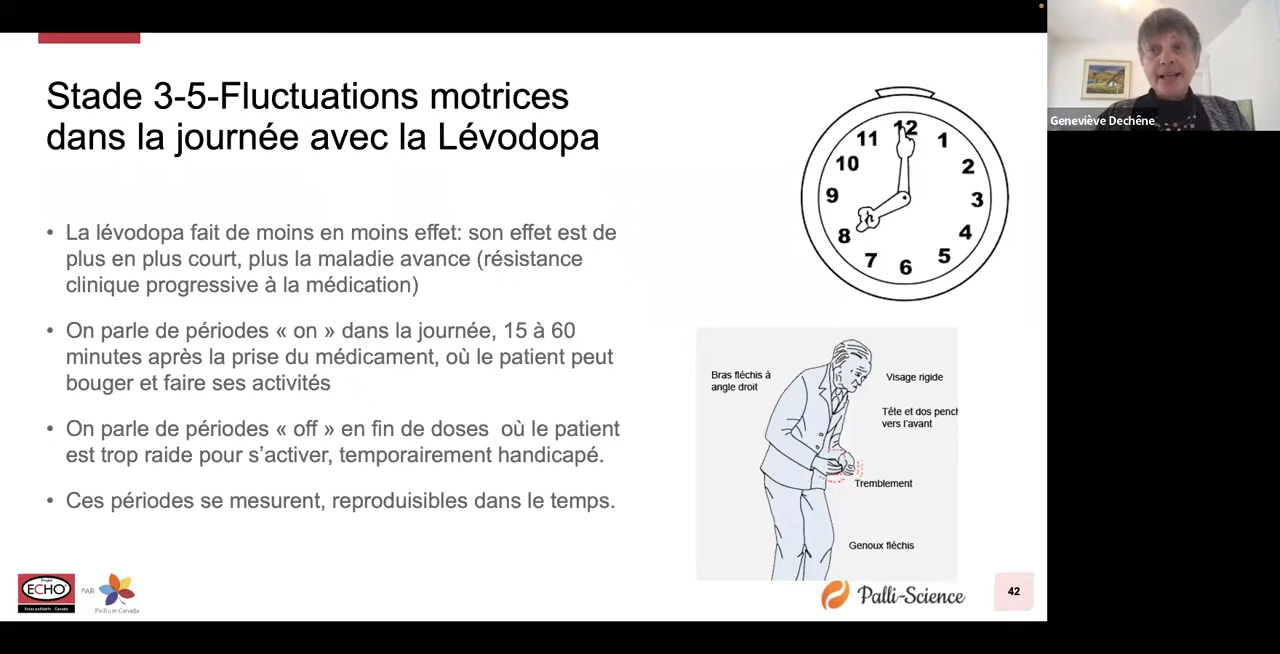 Stade 3-5-Fluctuations motrices
dans la journée avec la Lévodopa
• La lévodopa fait de moins en moins effet: son effet est de
plus en plus court, plus la maladie avance (résistance
clinique progressive à la médication)
• On parle de périodes « on » dans la journée, 15 à 60
minutes après la prise du médicament, où le patient peut
bouger et faire ses activités
• On parle de périodes « off » en fin de doses où le patient
est trop raide pour s’activer, temporairement handicapé.
• Ces périodes se mesurent, reproduisibles dans le temps.
12
11
1
10
2
9
3
8
4
7
5
6
Bras fléchis à
angle droit
Visage rigide
Tête et dos pench
vers l'avant
Tremblement
Genoux fléchis
Projet
ECHO
Soins palliatifs · Canada
PAR
Pallium Canada
Palli-Science
42
Geneviève Dechêne